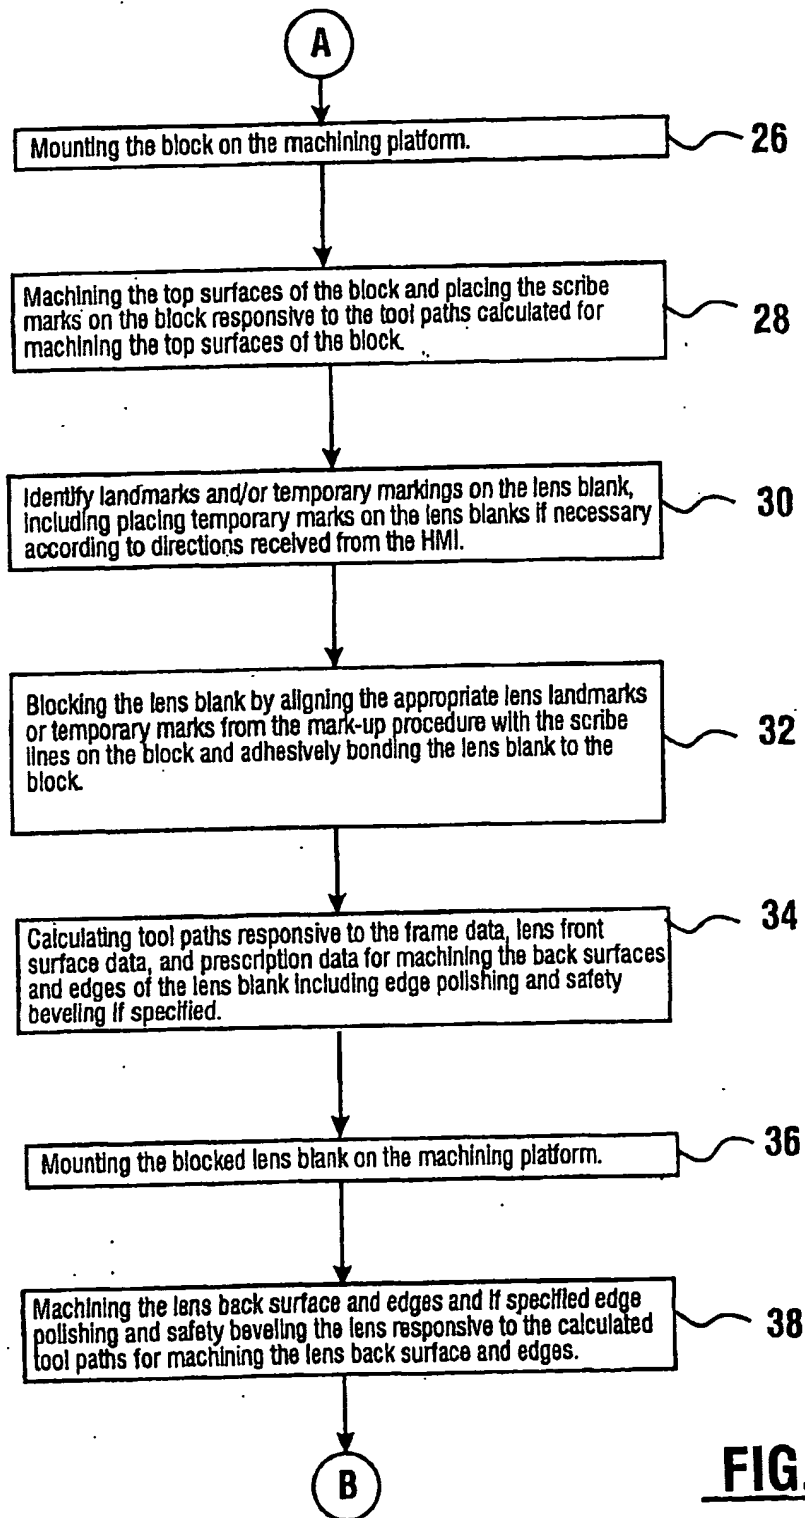 A
Mounting the block on the machining platform.
26
Machining the top surfaces of the block and placing the scribe
marks on the block responsive to the tool paths calculated for
machining the top surfaces of the block.
28
Identify landmarks and/or temporary markings on the lens blank,
including placing temporary marks on the lens blanks if necessary
according to directions received from the HMI.
30
Blocking the lens blank by aligning the appropriate lens landmarks
or temporary marks from the mark-up procedure with the scribe
lines on the block and adhesively bonding the lens blank to the
block.
32
Calculating tool paths responsive to the frame data, lens front
surface data, and prescription data for machining the back surfaces
and edges of the lens blank including edge polishing and safety
beveling if specified.
34
Mounting the blocked lens blank on the machining platform.
36
Machining the lens back surface and edges and if specified edge
polishing and safety beveling the lens responsive to the calculated
tool paths for machining the lens back surface and edges.
38
B
FIG.